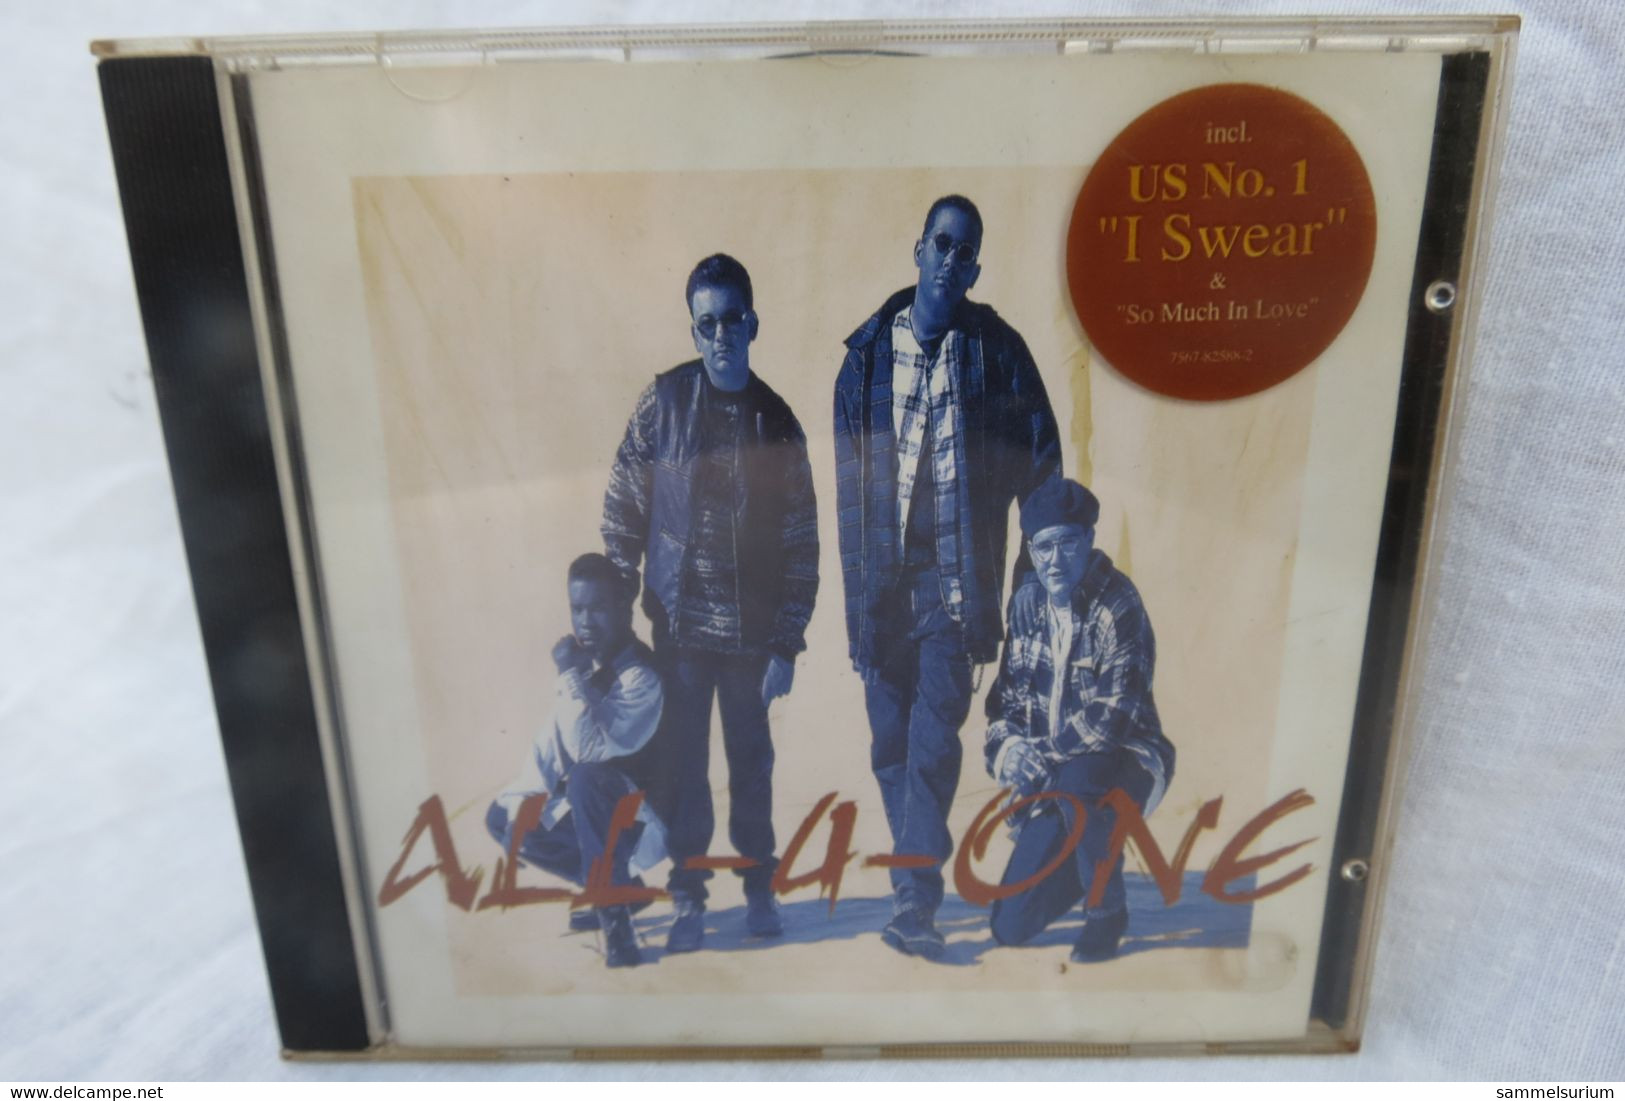 incl.
US No. 1
"I Swear"
&
"So Much In Love"
7567-82588-2
ALL-4-ONE
www.delcampe.net
sammelsurium